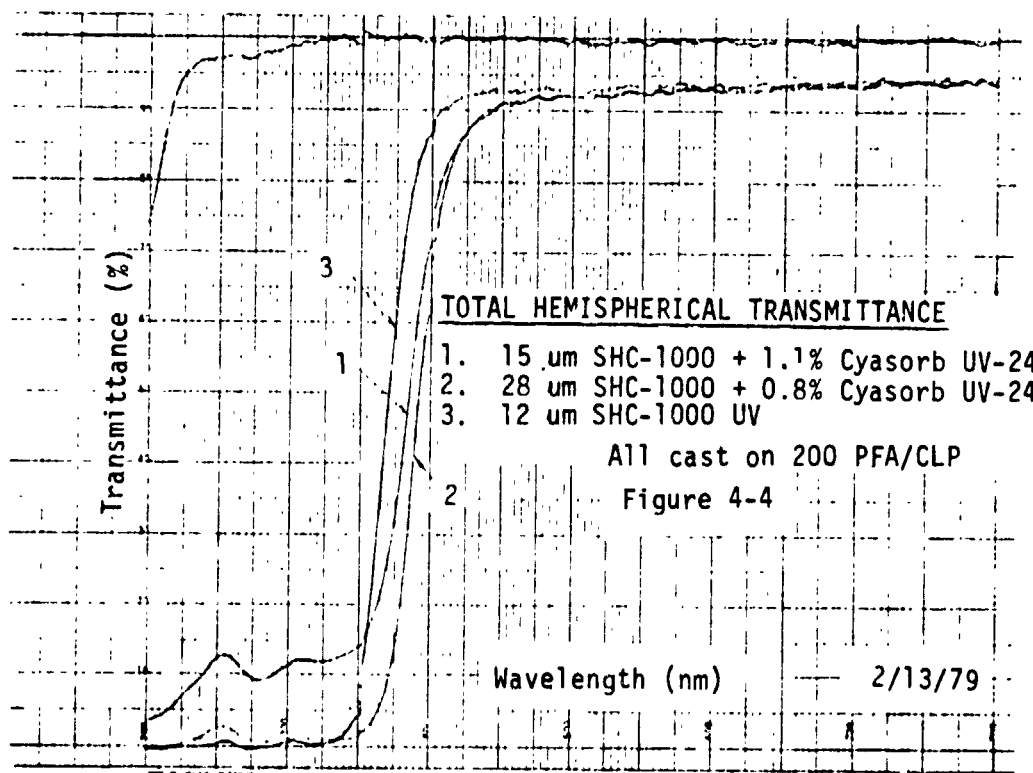 Transmittance (%)
3
1
2
TOTAL HEMISPHERICAL TRANSMITTANCE
1. 15 um SHC-1000 + 1.1% Cyasorb UV-24
2. 28 um SHC-1000 + 0.8% Cyasorb UV-24
3. 12 um SHC-1000 UV
All cast on 200 PFA/CLP
Figure 4-4
Wavelength (nm)
2/13/79